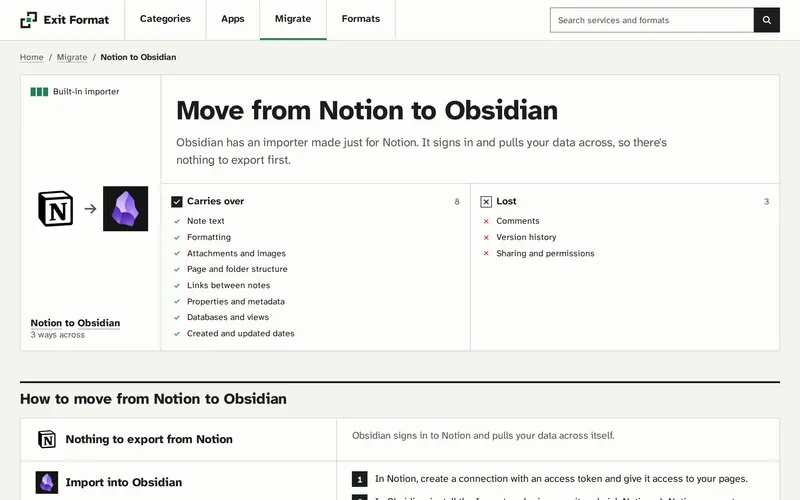 Exit Format
Categories
Apps
Migrate
Formats
Search services and formats
Home / Migrate / Notion to Obsidian
Built-in importer
Move from Notion to Obsidian
Obsidian has an importer made just for Notion. It signs in and pulls your data across, so there's
nothing to export first.
Notion to Obsidian
3 ways across
Carries over 8
Note text
Formatting
Attachments and images
Page and folder structure
Links between notes
Properties and metadata
Databases and views
Created and updated dates
Lost 3
Comments
Version history
Sharing and permissions
How to move from Notion to Obsidian
Nothing to export from Notion
Obsidian signs in to Notion and pulls your data across itself.
Import into Obsidian
1 In Notion, create a connection with an access token and give it access to your pages.